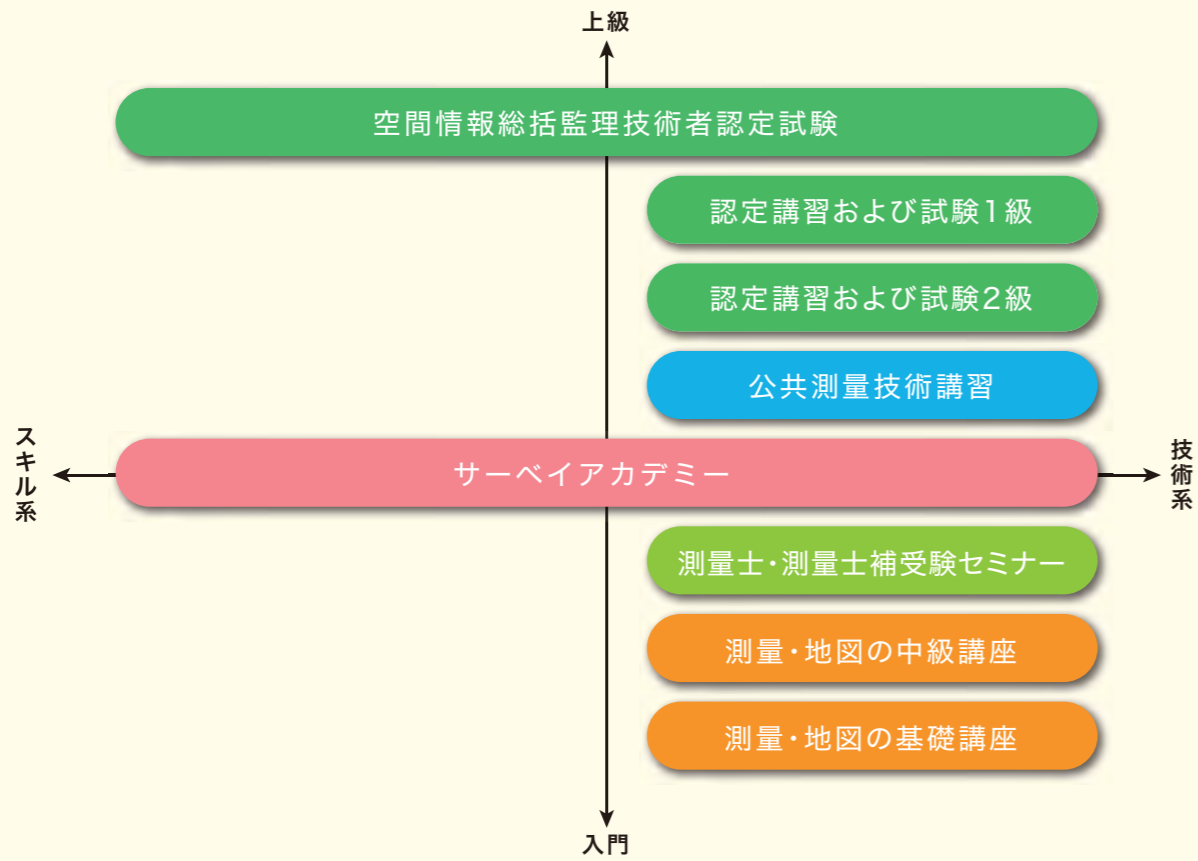 上級
空間情報総括監理技術者認定試験
認定講習および試験1級
認定講習および試験2級
公共測量技術講習
スキル系
サーベイアカデミー
技術系
測量士・測量士補受験セミナー
測量・地図の中級講座
測量・地図の基礎講座
入門